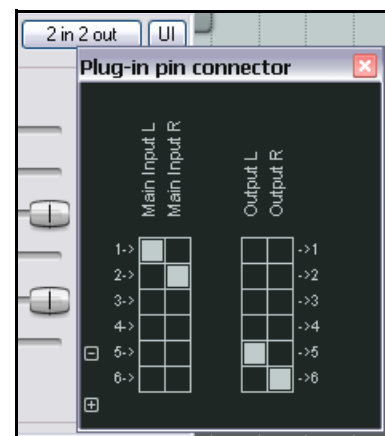 2 in 2 out UI
Plug-in pin connector
Main Input L
Main Input R
Output L
Output R
1-> ->1
2-> ->2
3-> ->3
4-> ->4
5-> ->5
6-> ->6